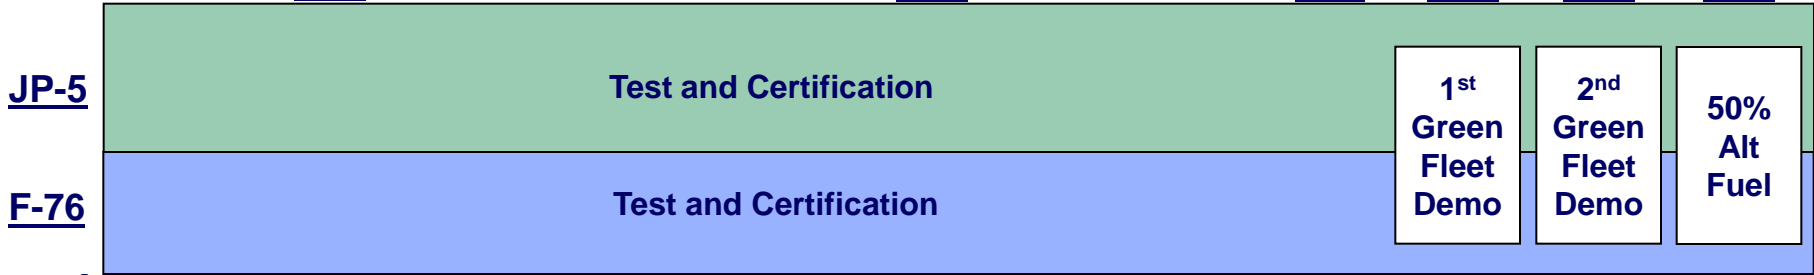 JP-5
Test and Certification
1st
Green
Fleet
Demo
2nd
Green
Fleet
Demo
50%
Alt
Fuel
F-76
Test and Certification